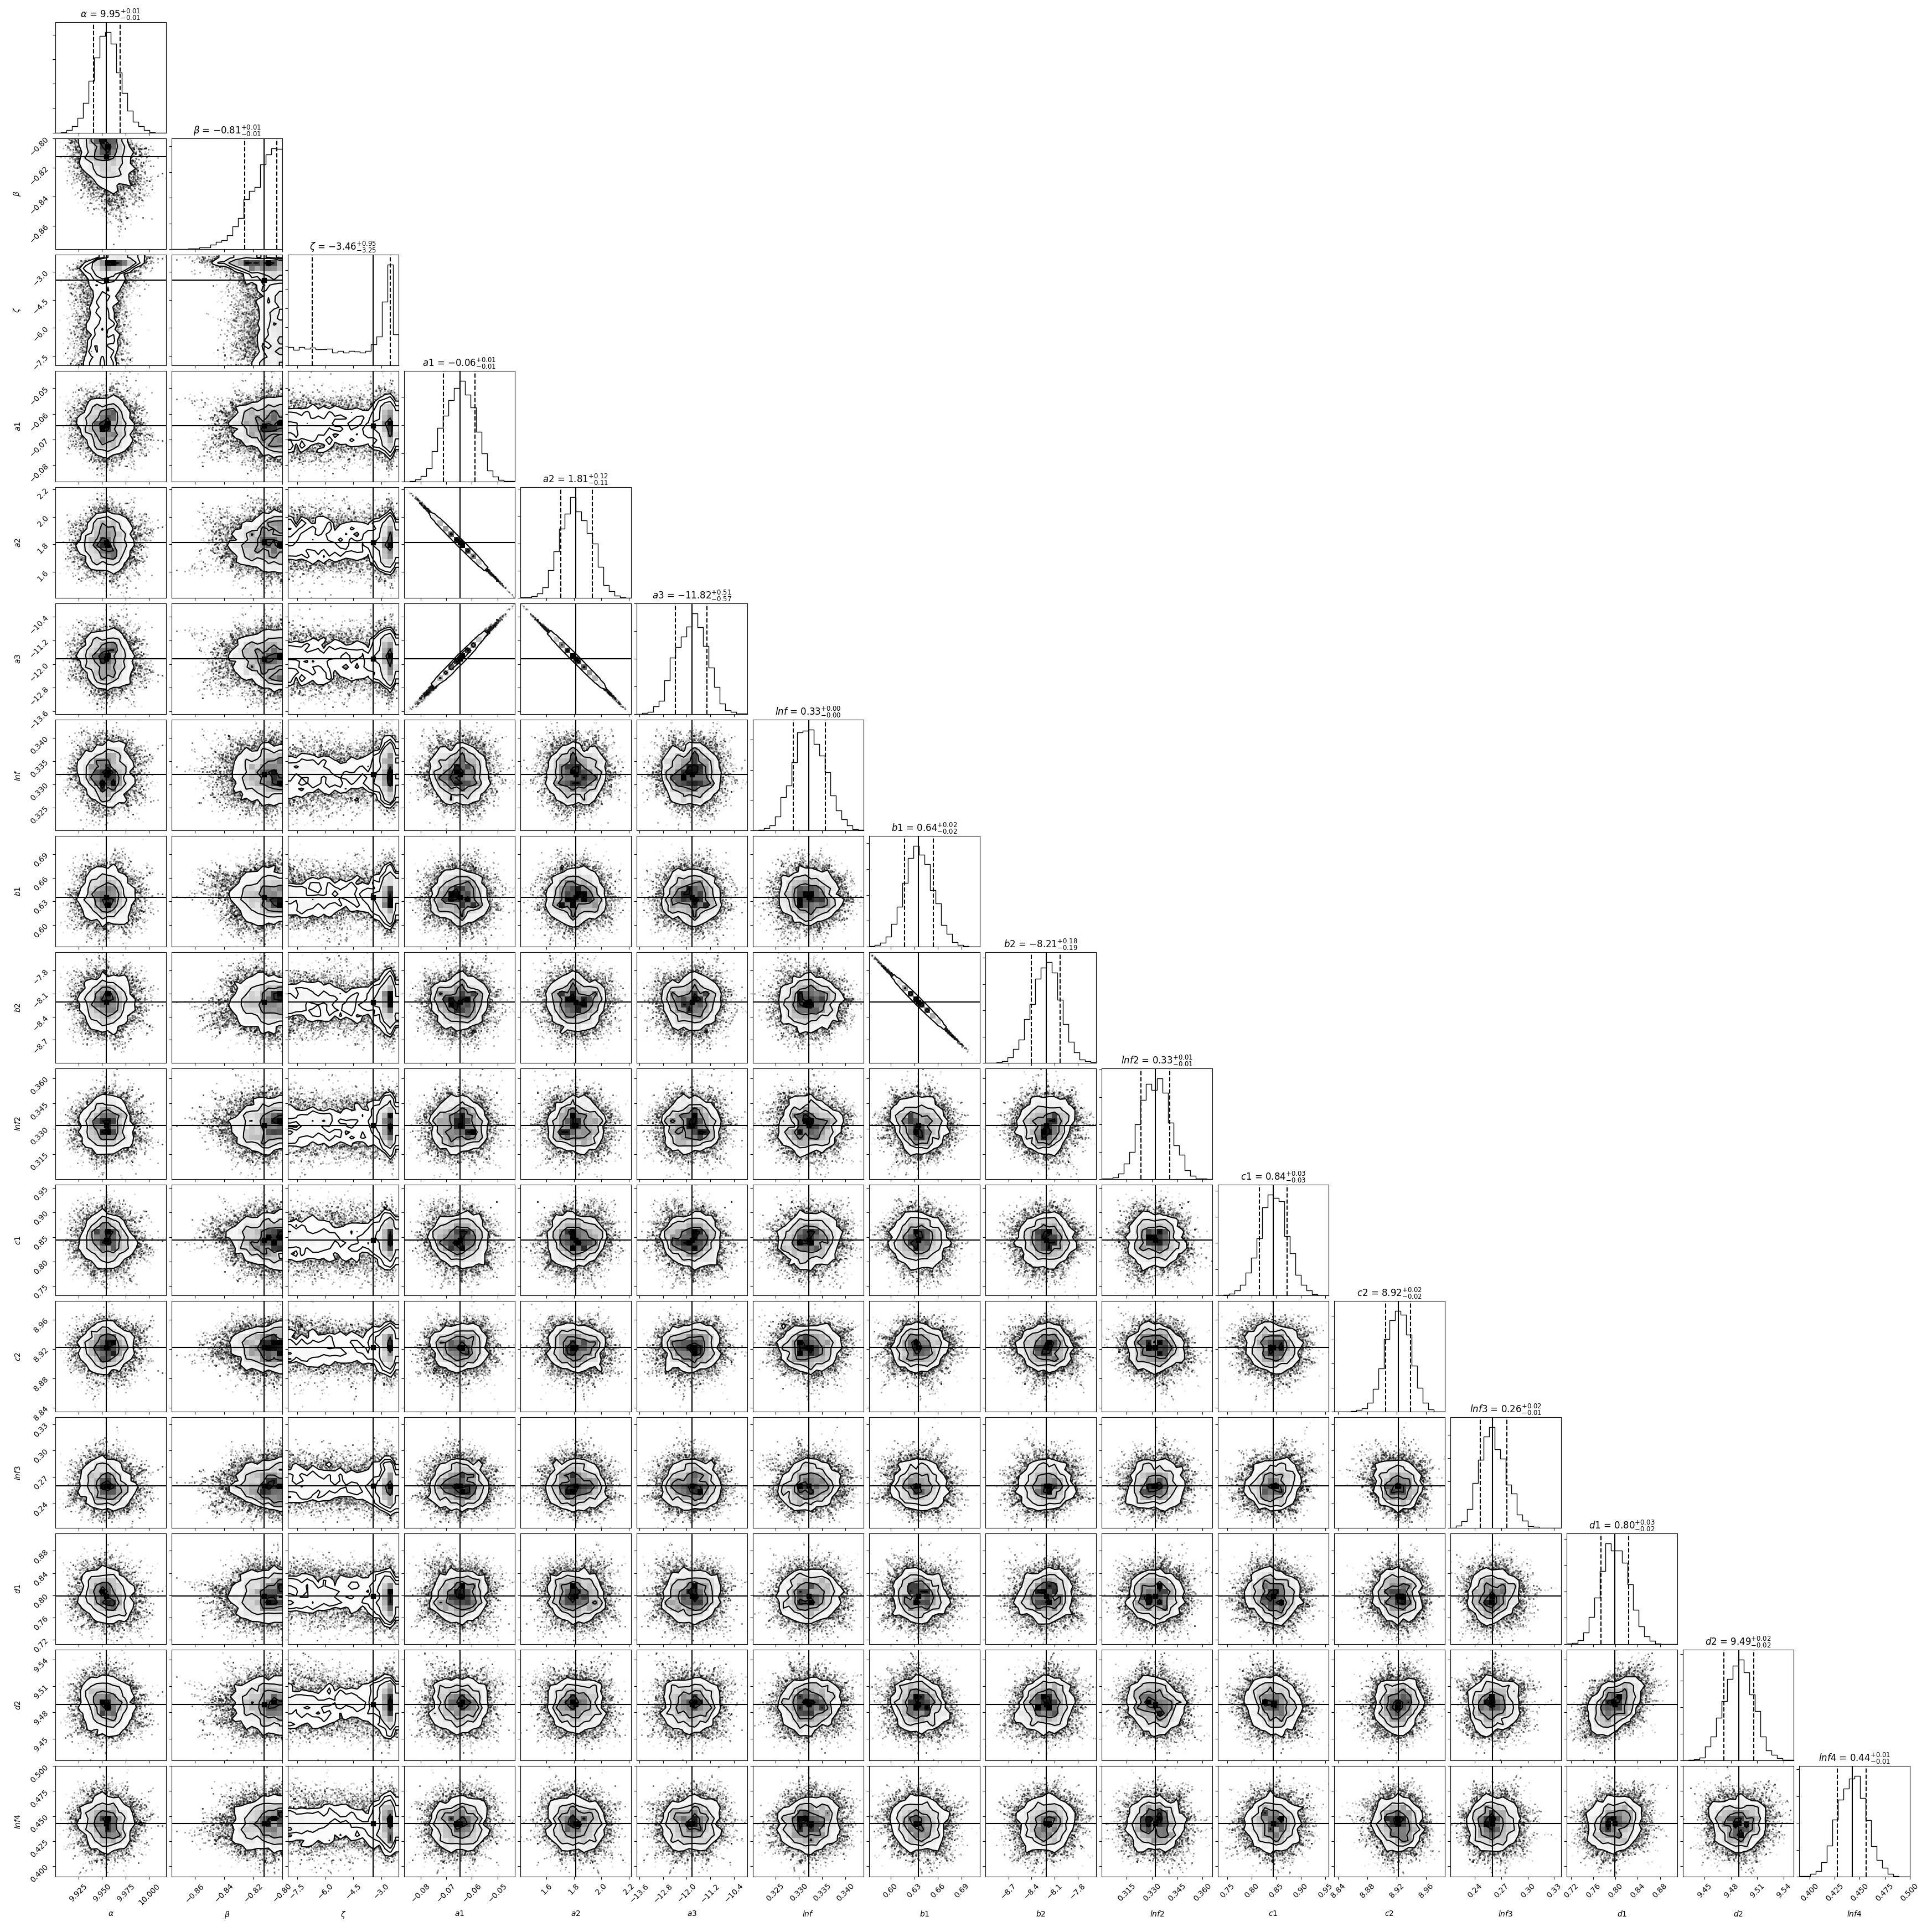 α = 9.95+0.01−0.01
β = −0.81+0.01−0.01
−0.80
−0.82
−0.84
−0.86
β
ζ = −3.46+0.95−3.25
−3.0
−4.5
−6.0
−7.5
ζ
a1 = −0.06+0.01−0.01
−0.05
−0.06
−0.07
−0.08
a1
a2 = 1.81+0.12−0.11
2.2
2.0
1.8
1.6
a2
a3 = −11.82+0.51−0.57
−10.4
−11.2
−12.0
−12.8
−13.6
a3
lnf = 0.33+0.00−0.00
0.340
0.335
0.330
0.325
lnf
b1 = 0.64+0.02−0.02
0.69
0.66
0.63
0.60
b1
b2 = −8.21+0.18−0.19
−7.8
−8.1
−8.4
−8.7
b2
lnf2 = 0.33+0.01−0.01
0.360
0.345
0.330
0.315
lnf2
c1 = 0.84+0.03−0.03
0.95
0.90
0.85
0.80
0.75
c1
c2 = 8.92+0.02−0.02
8.96
8.92
8.88
8.84
c2
lnf3 = 0.26+0.02−0.01
0.33
0.30
0.27
0.24
lnf3
d1 = 0.80+0.03−0.02
0.88
0.84
0.80
0.76
0.72
d1
d2 = 9.49+0.02−0.02
9.54
9.51
9.48
9.45
d2
lnf4 = 0.44+0.01−0.01
0.500
0.475
0.450
0.425
0.400
lnf4
9.925 9.950 9.975 10.000 −0.86 −0.84 −0.82 −0.80 −7.5 −6.0 −4.5 −3.0 −0.08 −0.07 −0.06 −0.05 1.6 1.8 2.0 2.2 −13.6 −12.8 −12.0 −11.2 −10.4 0.325 0.330 0.335 0.340 0.60 0.63 0.66 0.69 −8.7 −8.4 −8.1 −7.8 0.315 0.330 0.345 0.360 0.75 0.80 0.85 0.90 0.95 8.84 8.88 8.92 8.96 0.24 0.27 0.30 0.33 0.72 0.76 0.80 0.84 0.88 9.45 9.48 9.51 9.54 0.400 0.425 0.450 0.475 0.500
α β ζ a1 a2 a3 lnf b1 b2 lnf2 c1 c2 lnf3 d1 d2 lnf4